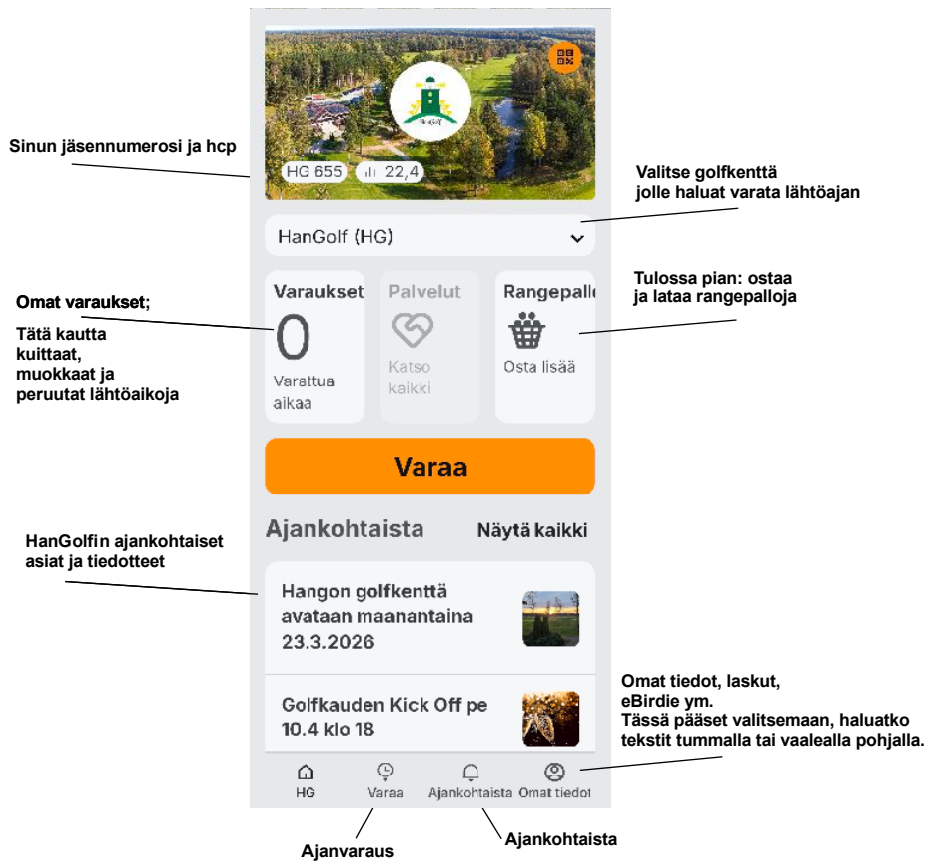 HanGolf
Sinun jäsennumerosi ja hcp
HG 655
22,4
Valitse golfkenttä
jolle haluat varata lähtöajan
HanGolf (HG)
Omat varaukset;
Tätä kautta
kuittaat,
muokkaat ja
peruutat lähtöaikoja
Varaukset
0
Varattua
aikaa
Palvelut
Katso
kaikki
Rangepall
Osta lisää
Tulossa pian: ostaa
ja lataa rangepalloja
Varaa
Ajankohtaista
Näytä kaikki
HanGolfin ajankohtaiset
asiat ja tiedotteet
Hangon golfkenttä
avataan maanantaina
23.3.2026
Golfkauden Kick Off pe
10.4 klo 18
Omat tiedot, laskut,
eBirdie ym.
Tässä pääset valitsemaan, haluatko
tekstit tummalla tai vaalealla pohjalla.
HG
Varaa
Ajankohtaista
Omat tiedot
Ajanvaraus
Ajankohtaista